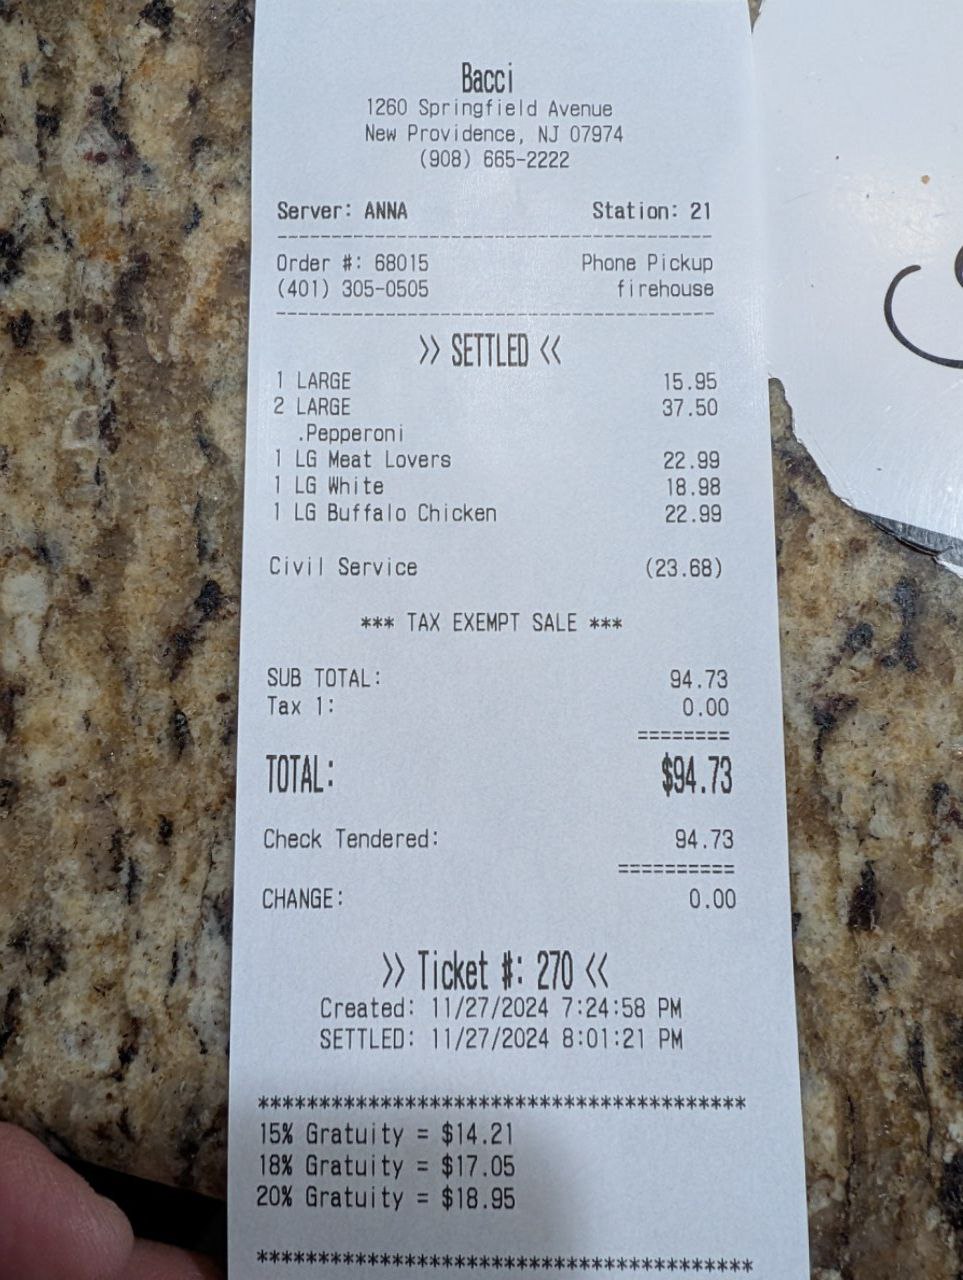 Bacci
1260 Springfield Avenue
New Providence, NJ 07974
(908) 665-2222
Server: ANNA Station: 21
--------------------------------------------------
Order #: 68015 Phone Pickup
(401) 305-0505 firehouse
--------------------------------------------------
>> SETTLED <<
1 LARGE 15.95
2 LARGE 37.50
.Pepperoni
1 LG Meat Lovers 22.99
1 LG White 18.98
1 LG Buffalo Chicken 22.99
Civil Service (23.68)
*** TAX EXEMPT SALE ***
SUB TOTAL: 94.73
Tax 1: 0.00
========
TOTAL: $94.73
Check Tendered: 94.73
==========
CHANGE: 0.00
>> Ticket #: 270 <<
Created: 11/27/2024 7:24:58 PM
SETTLED: 11/27/2024 8:01:21 PM
****************************************
15% Gratuity = $14.21
18% Gratuity = $17.05
20% Gratuity = $18.95
****************************************